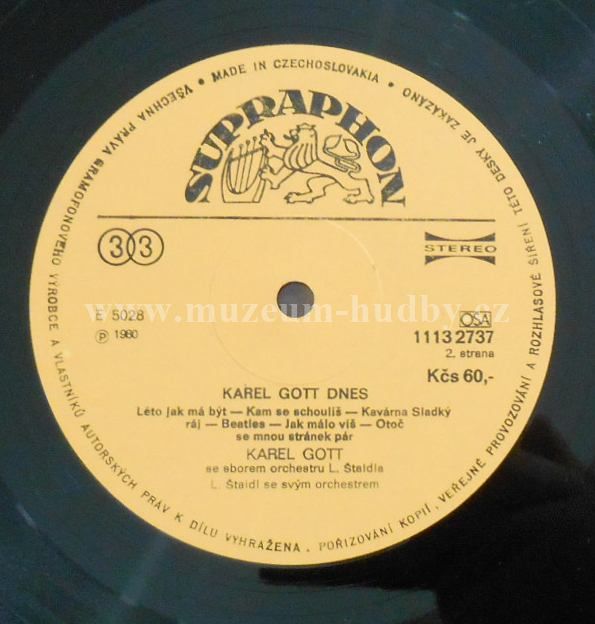 VŠECHNA PRÁVA GRAMOFONOVÉHO VÝROBCE A VLASTNÍKŮ AUTORSKÝCH PRÁV K DÍLU VYHRAŽENA. POŘIZOVÁNÍ KOPIÍ, VEŘEJNÉ PROVOZOVÁNÍ A ROZHLASOVÉ ŠÍŘENÍ TÉTO DESKY JE ZAKÁZÁNO
• MADE IN CZECHOSLOVAKIA •
SUPRAPHON
33
STEREO
www.muzeum-hudby.cz
E 5028
℗ 1980
OSA
1113 2737
2. strana
Kčs 60,-
KAREL GOTT DNES
Léto jak má být — Kam se schoulíš — Kavárna Sladký
ráj — Beatles — Jak málo víš — Otoč
se mnou stránek pár
KAREL GOTT
se sborem orchestru L. Štaidla
L. Štaidl se svým orchestrem